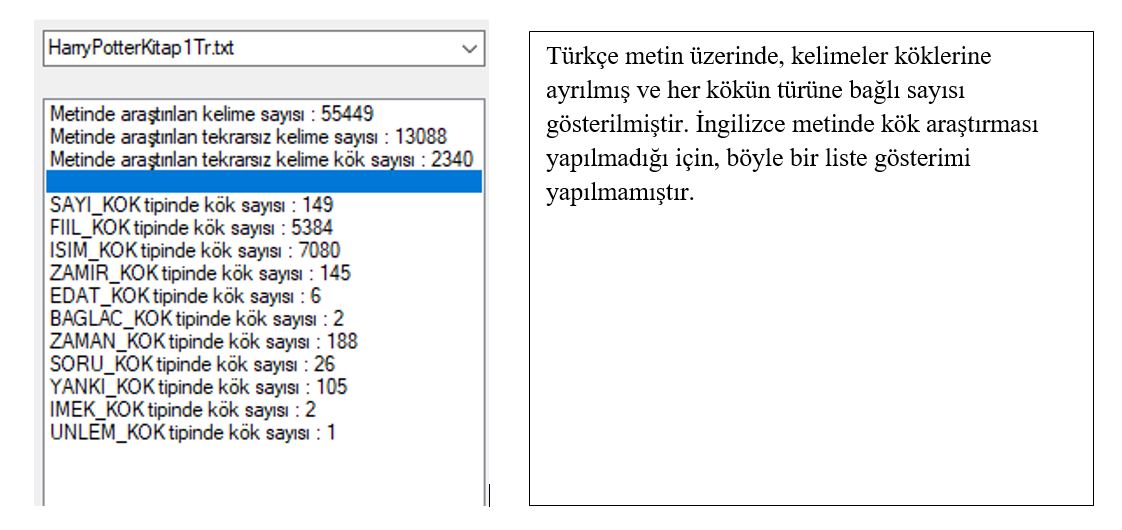 HarryPotterKitap1Tr.txt
Metinde araştırılan kelime sayısı : 55449
Metinde araştırılan tekrarsız kelime sayısı : 13088
Metinde araştırılan tekrarsız kelime kök sayısı : 2340
SAYI_KOK tipinde kök sayısı : 149
FIIL_KOK tipinde kök sayısı : 5384
ISIM_KOK tipinde kök sayısı : 7080
ZAMIR_KOK tipinde kök sayısı : 145
EDAT_KOK tipinde kök sayısı : 6
BAGLAC_KOK tipinde kök sayısı : 2
ZAMAN_KOK tipinde kök sayısı : 188
SORU_KOK tipinde kök sayısı : 26
YANKI_KOK tipinde kök sayısı : 105
IMEK_KOK tipinde kök sayısı : 2
UNLEM_KOK tipinde kök sayısı : 1
Türkçe metin üzerinde, kelimeler köklerine
ayrılmış ve her kökün türüne bağlı sayısı
gösterilmiştir. İngilizce metinde kök araştırması
yapılmadığı için, böyle bir liste gösterimi
yapılmamıştır.